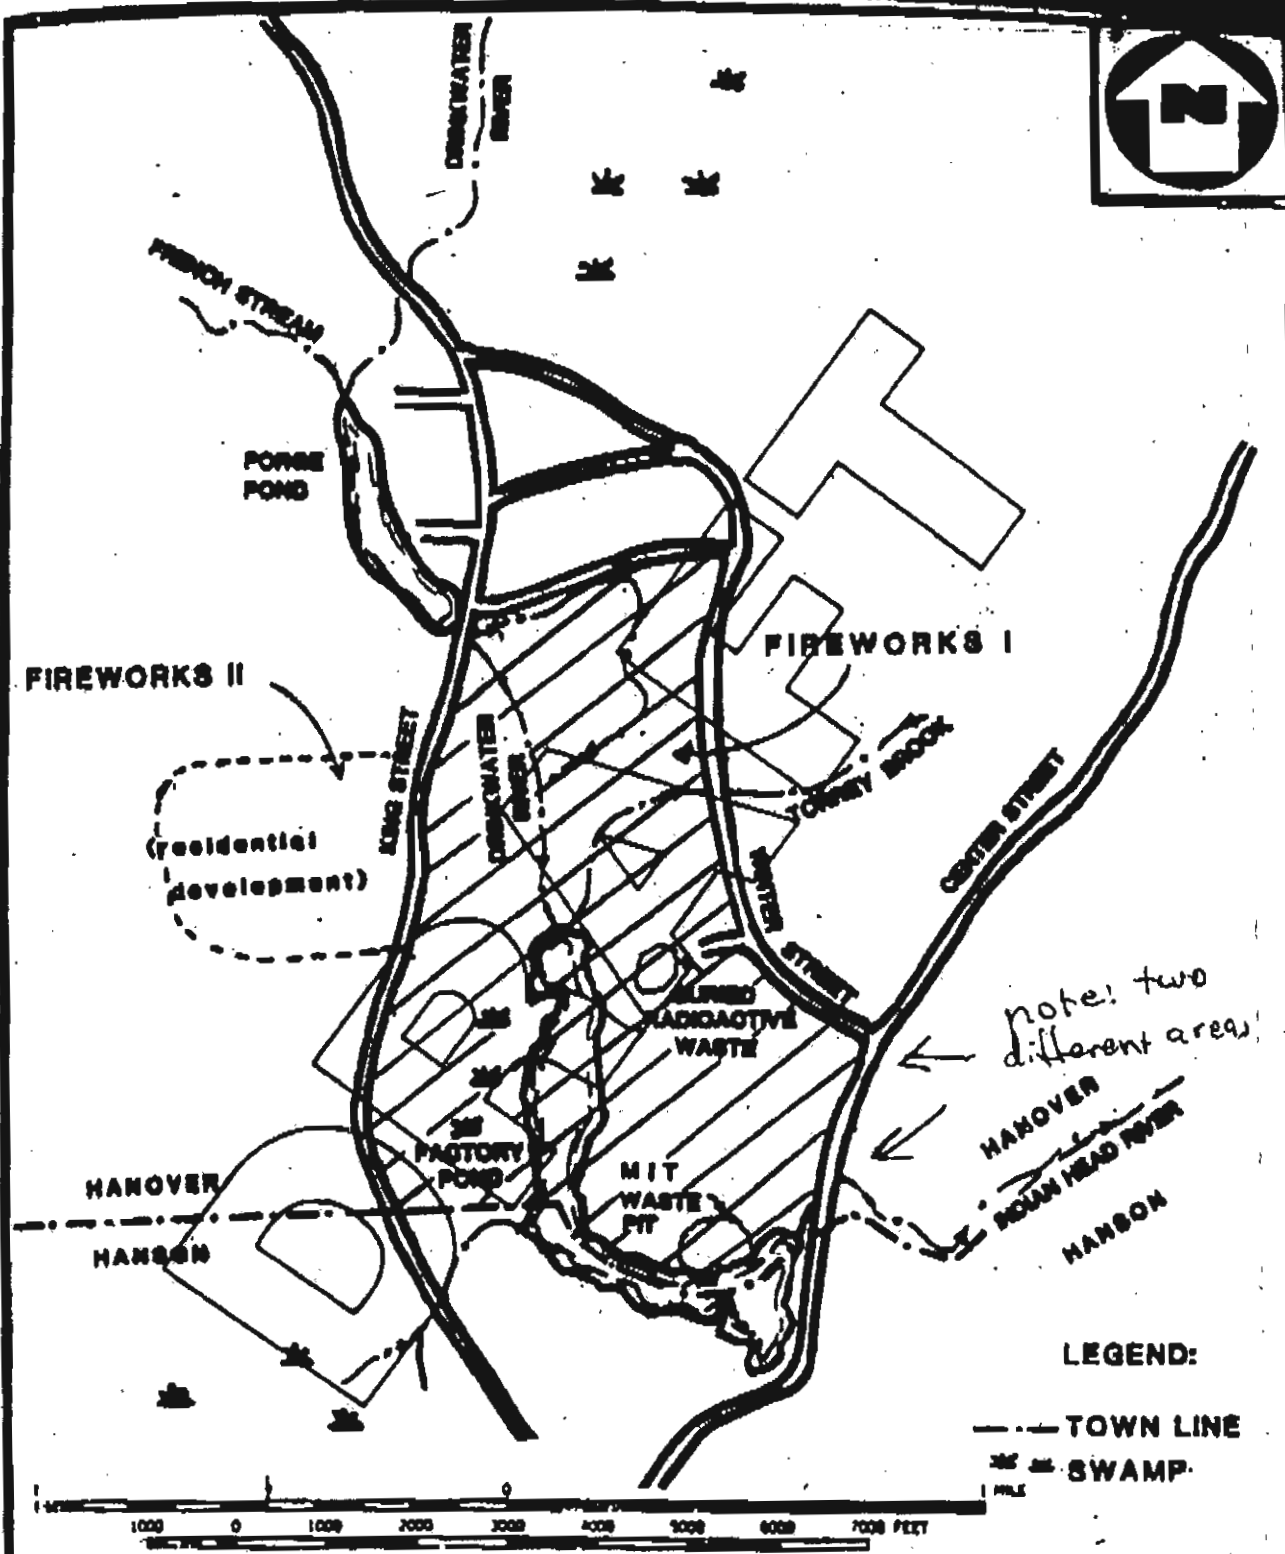 DRINKWATER
RIVER
N
FRENCH STREAM
FORGE
POND
FIREWORKS I
FIREWORKS II
KING STREET
DRINKWATER
RIVER
TORREY BROOK
CENTER STREET
(residential
development)
WINTER STREET
BURIED
RADIOACTIVE
WASTE
note: two
different areas
FACTORY
POND
MIT
WASTE
PIT
HANOVER
HANSON
HANOVER
INDIAN HEAD RIVER
HANSON
LEGEND:
TOWN LINE
SWAMP
1 MILE
1000 0 1000 2000 3000 4000 5000 6000 7000 FEET